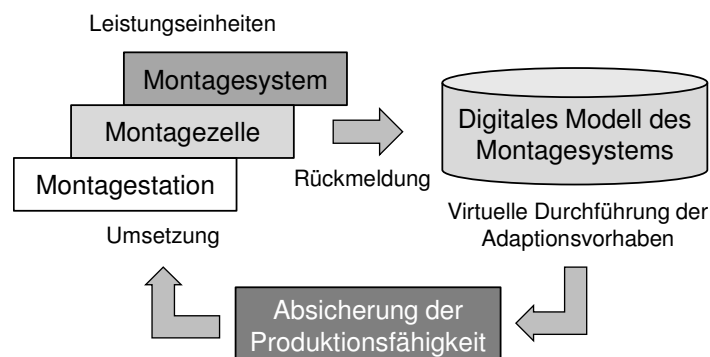 Leistungseinheiten
Montagesystem
Montagezelle
Montagestation
Rückmeldung
Digitales Modell des
Montagesystems
Virtuelle Durchführung der
Adaptionsvorhaben
Umsetzung
Absicherung der
Produktionsfähigkeit